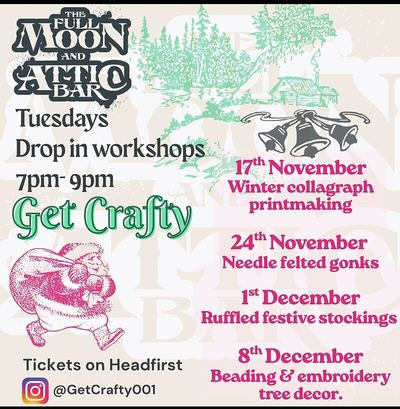 THE
FULL
MOON
AND
ATTIC
BAR
Tuesdays
Drop in workshops
7pm-9pm
Get Crafty
17th November
Winter collagraph
printmaking
24th November
Needle felted gonks
1st December
Ruffled festive stockings
8th December
Beading & embroidery
tree decor.
Tickets on Headfirst
@GetCrafty001